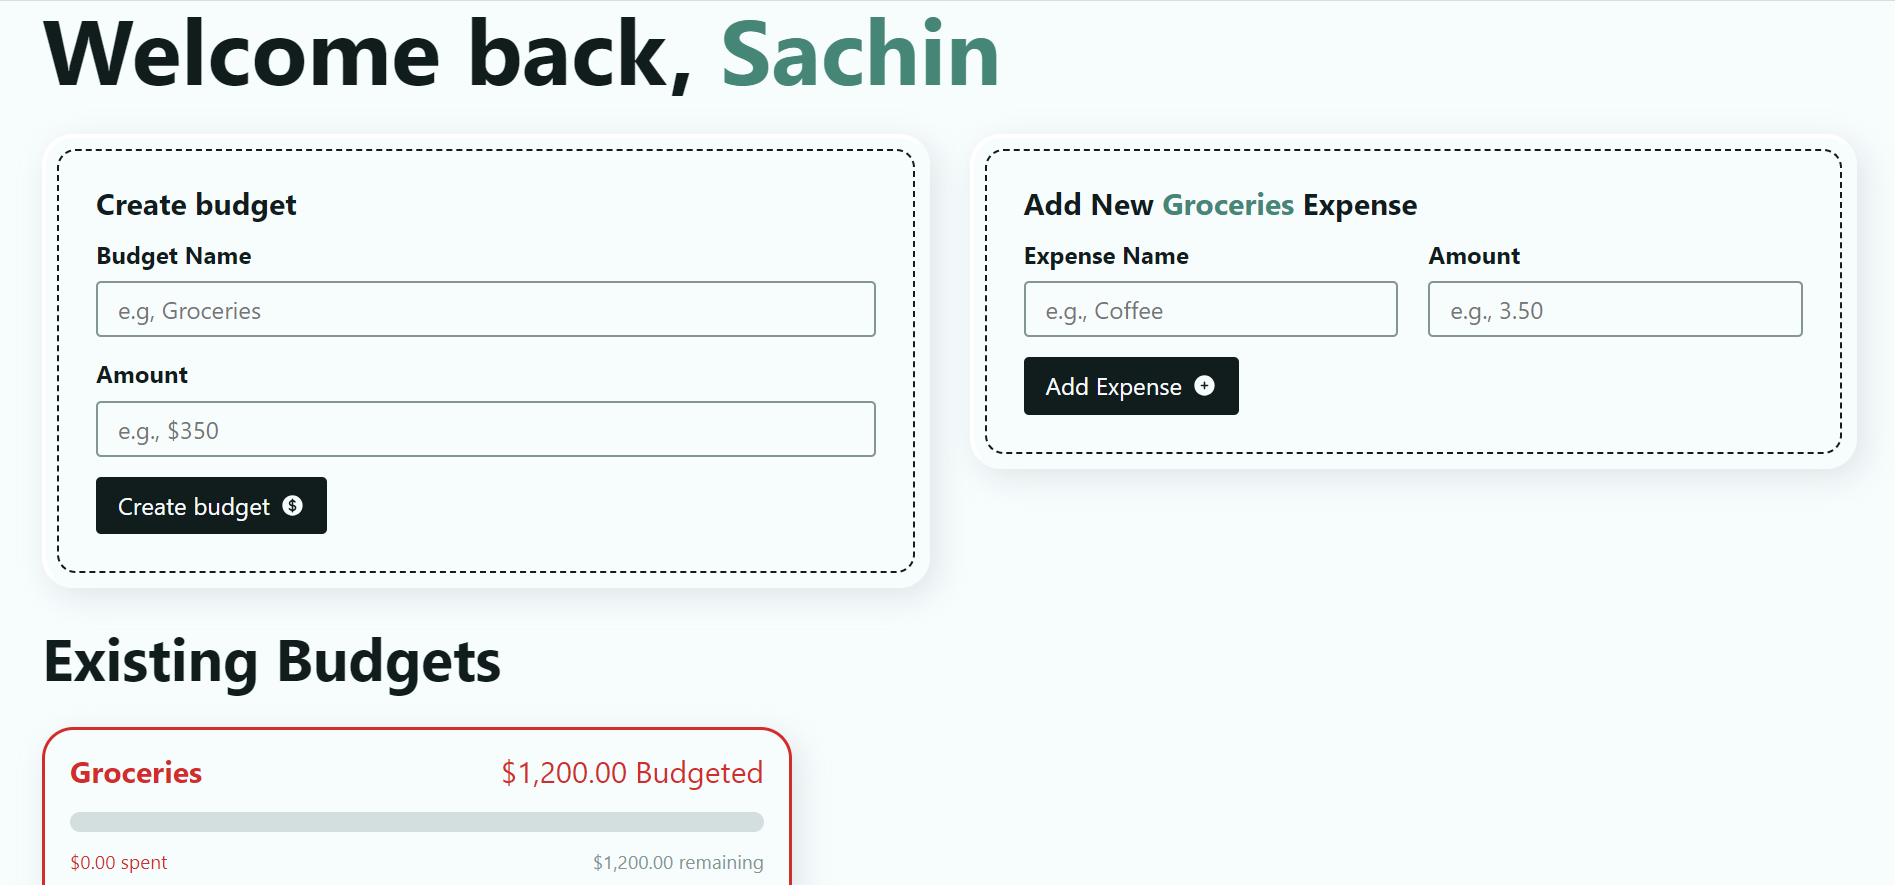 Welcome back, Sachin
Create budget
Budget Name
e.g, Groceries
Amount
e.g., $350
Create budget
Add New Groceries Expense
Expense Name
Amount
e.g., Coffee
e.g., 3.50
Add Expense
Existing Budgets
Groceries
$1,200.00 Budgeted
$0.00 spent
$1,200.00 remaining